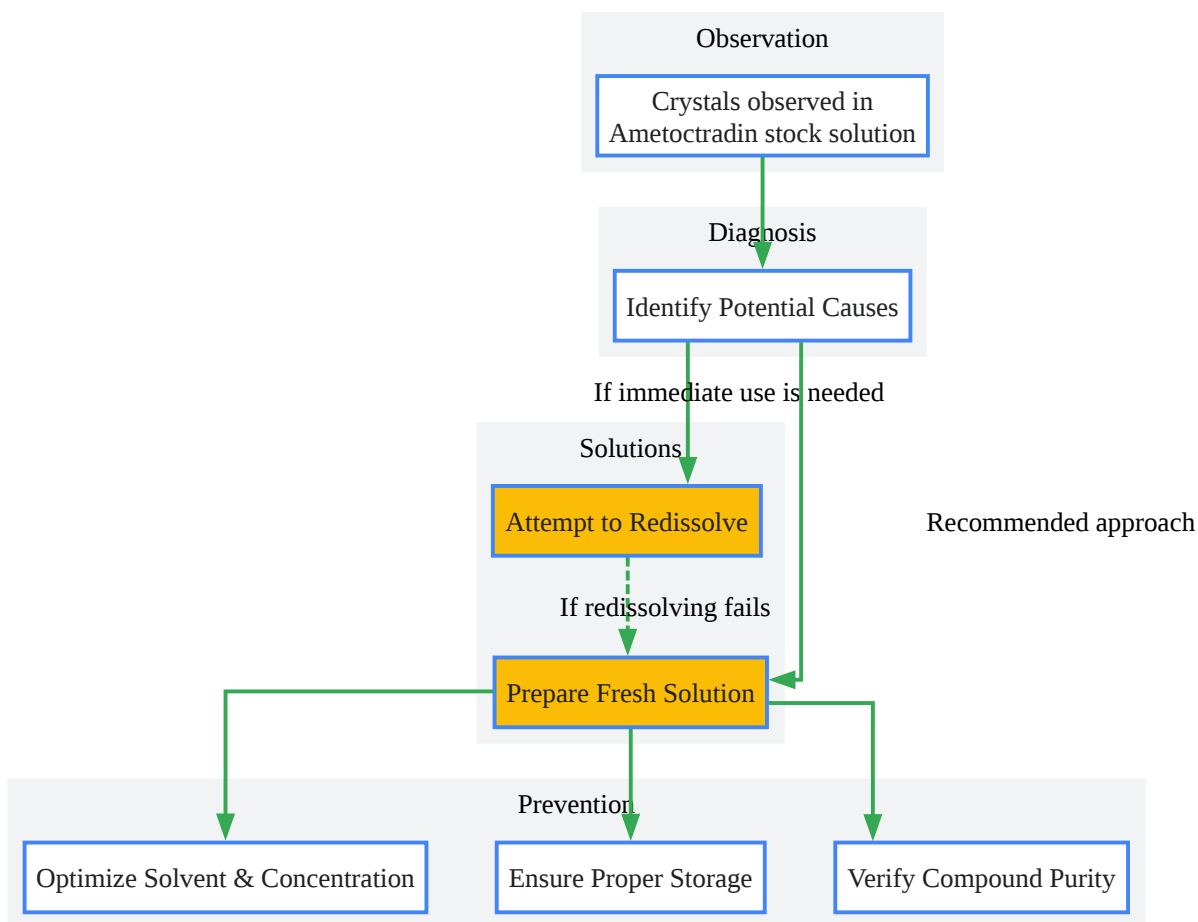 Observation
Crystals observed in
Ametoctradin stock solution
Diagnosis
Identify Potential Causes
If immediate use is needed
Solutions
Attempt to Redissolve
Recommended approach
If redissolving fails
Prepare Fresh Solution
Prevention
Optimize Solvent & Concentration
Ensure Proper Storage
Verify Compound Purity